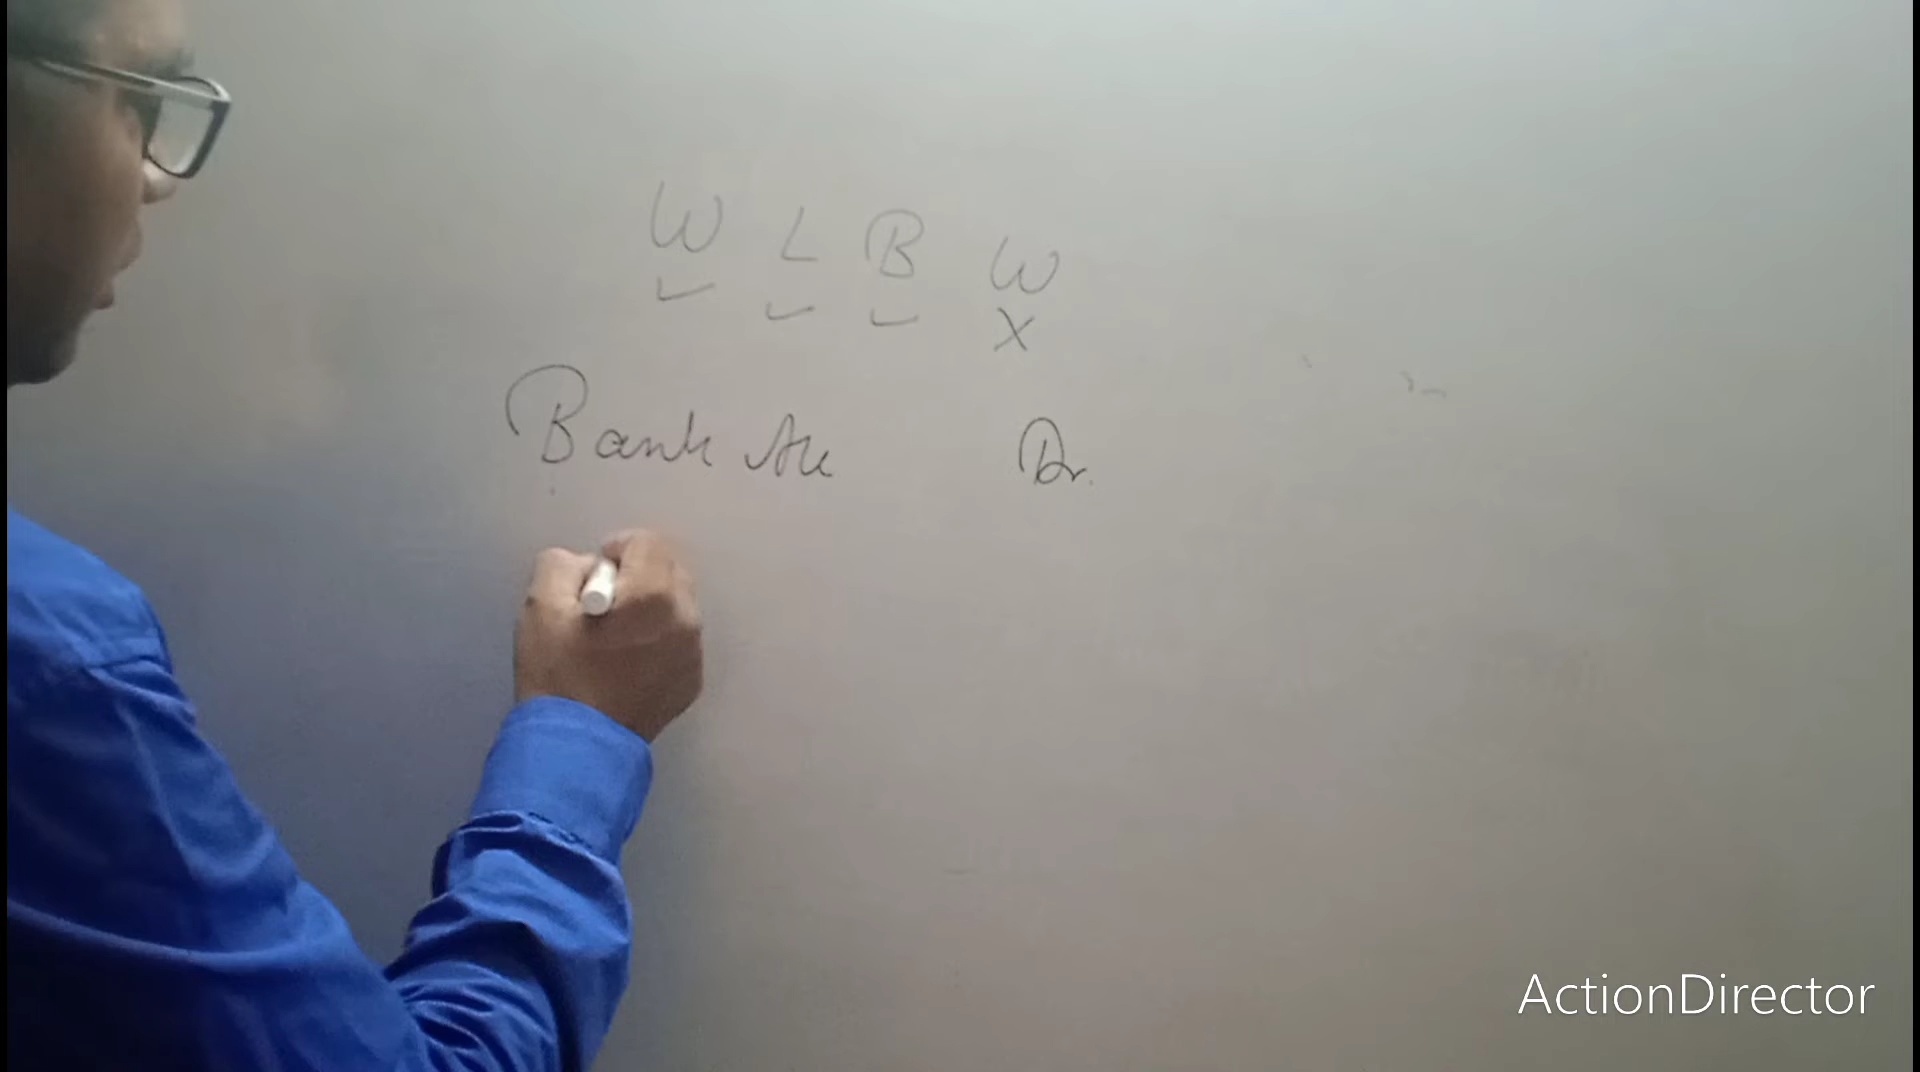 W L B W
✓ ✓ ✓ X
Bank A/c Dr.
ActionDirector